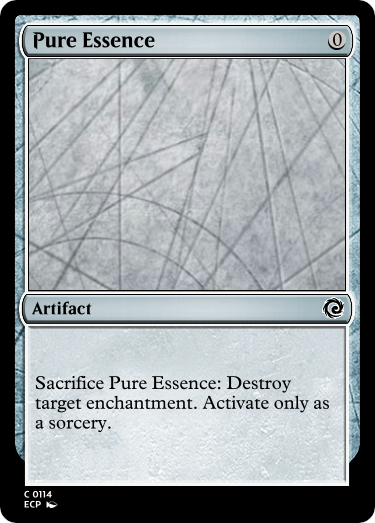 Pure Essence 0
Artifact
Sacrifice Pure Essence: Destroy
target enchantment. Activate only as
a sorcery.
C 0114
ECP